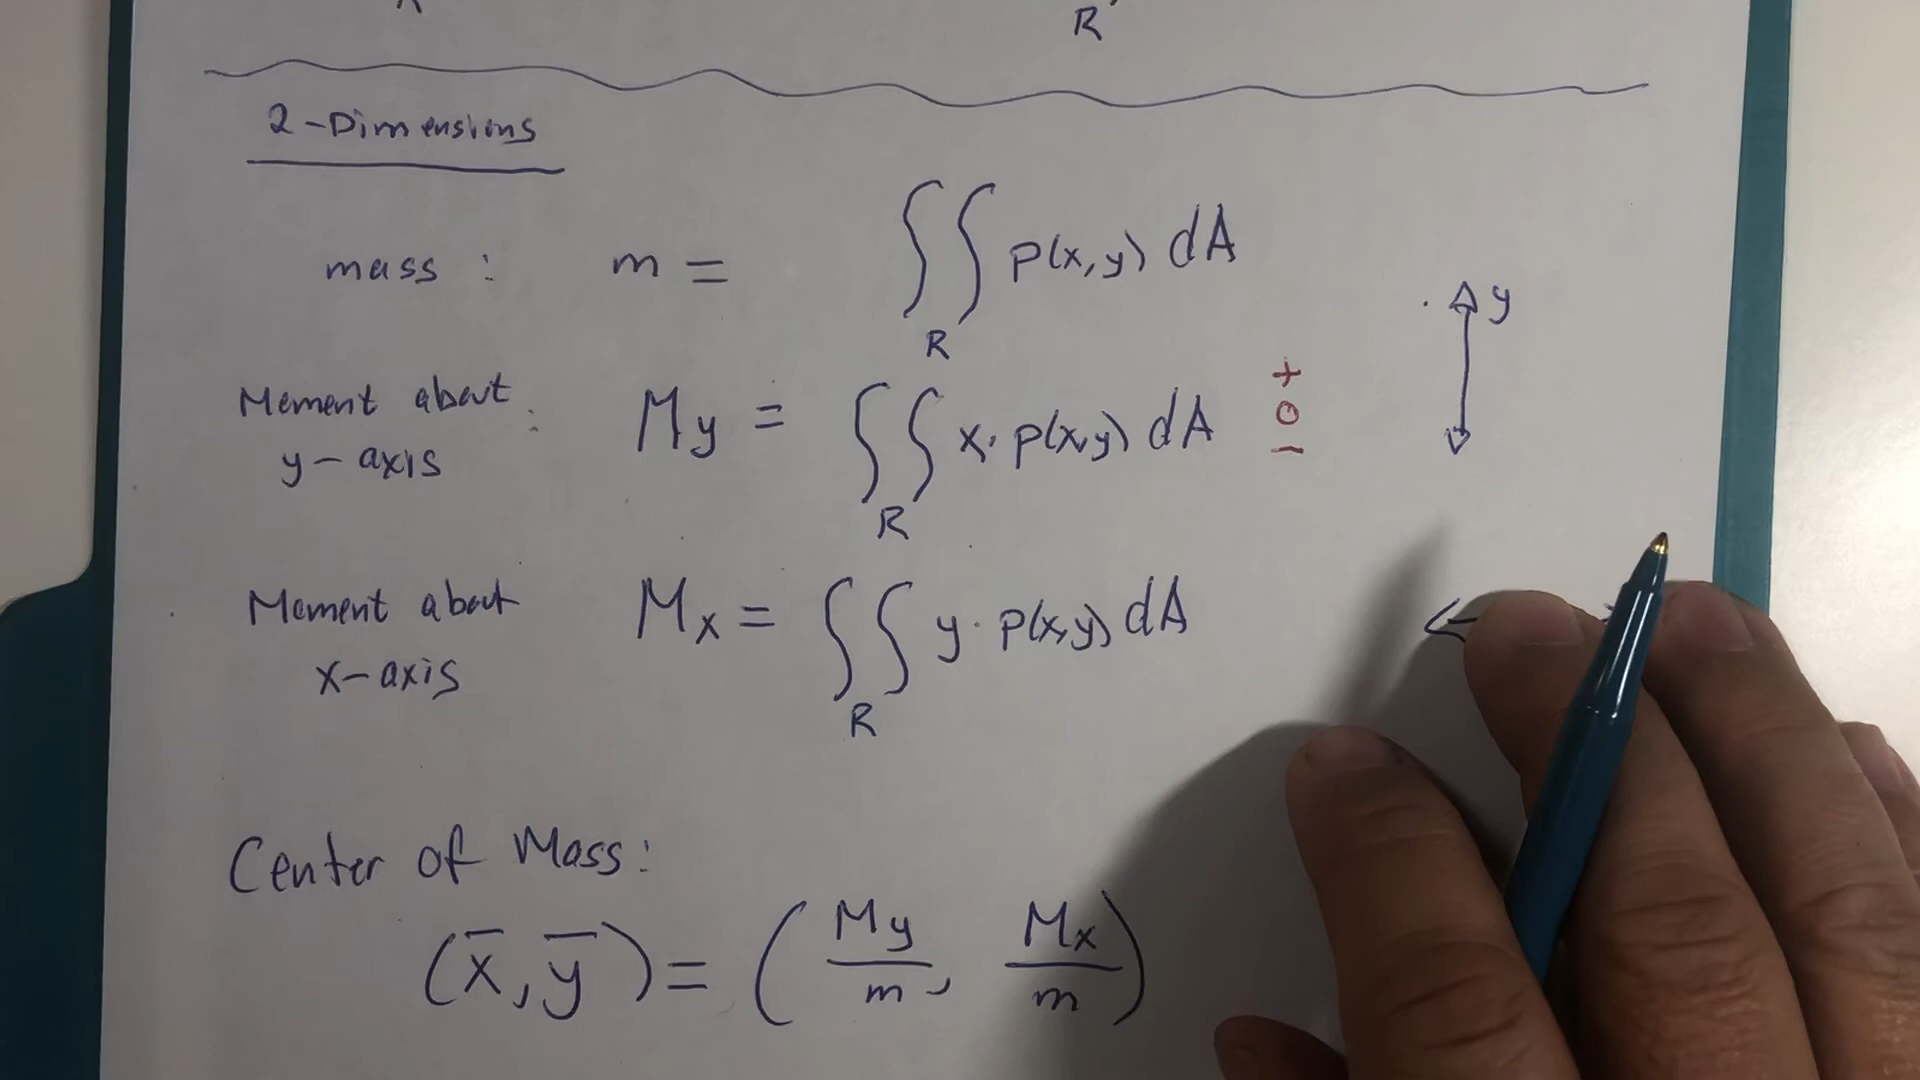 R
2-Dimensions
mass : m = ∬ p(x,y) dA
R
y
Moment about y-axis : My = ∬ x· p(x,y) dA
+
0
-
R
Moment about x-axis Mx = ∬ y· p(x,y) dA
R
Center of Mass:
(x̄, ȳ) = ( My/m, Mx/m )